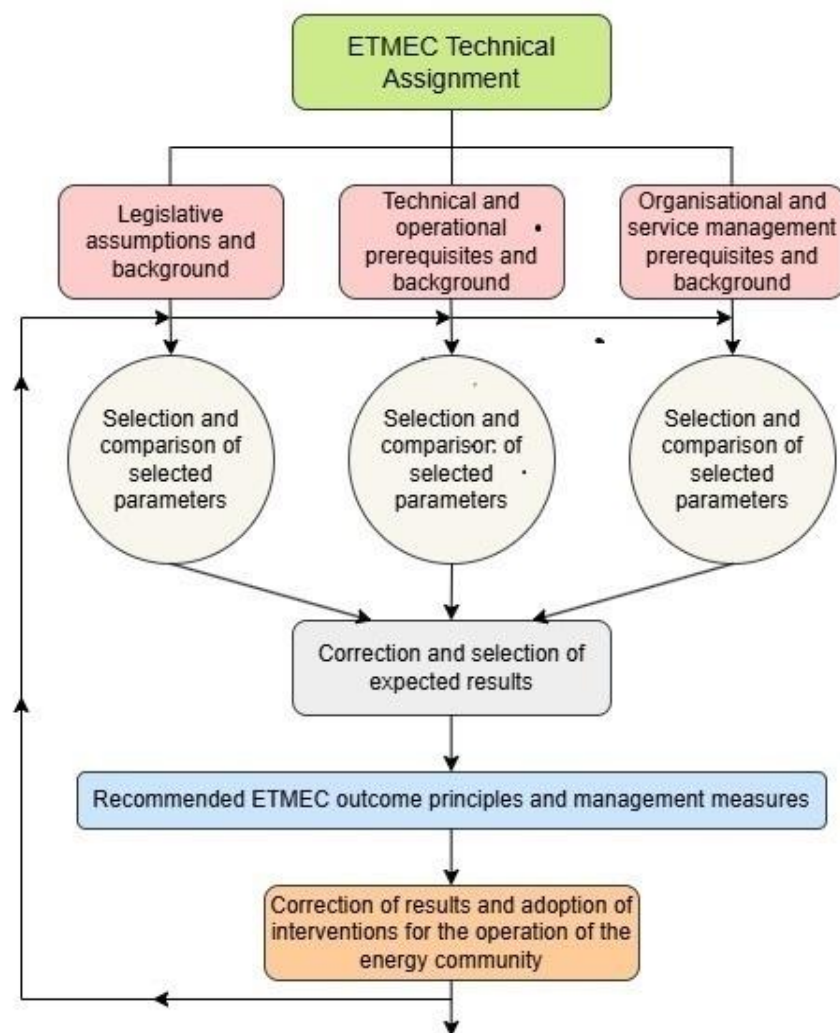 ETMEC Technical
Assignment
Legislative
assumptions and
background
Technical and
operational
prerequisites and
background
Organisational and
service management
prerequisites and
background
Selection and
comparison of
selected
parameters
Selection and
comparison: of
selected
parameters
Selection and
comparison of
selected
parameters
Correction and selection of
expected results
Recommended ETMEC outcome principles and management measures
Correction of results and adoption of
interventions for the operation of the
energy community